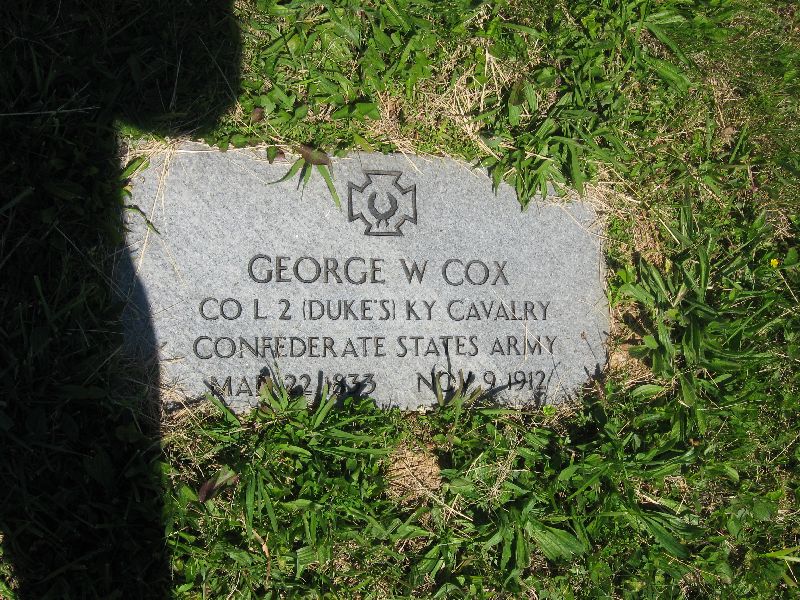 GEORGE W COX
CO L 2 (DUKE'S) KY CAVALRY
CONFEDERATE STATES ARMY
MAR 22 1833 NOV 9 1912